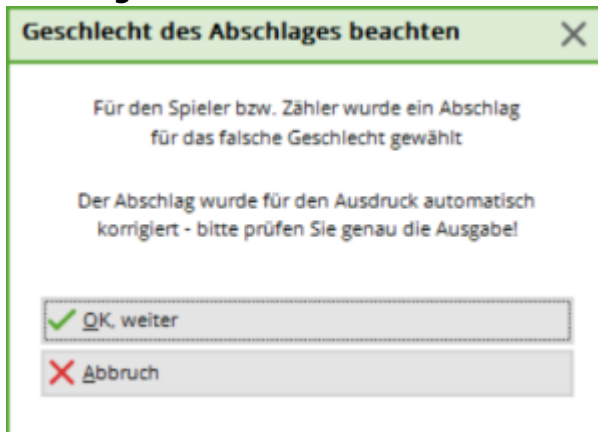 Geschlecht des Abschlages beachten
Für den Spieler bzw. Zähler wurde ein Abschlag
für das falsche Geschlecht gewählt
Der Abschlag wurde für den Ausdruck automatisch
korrigiert - bitte prüfen Sie genau die Ausgabe!
OK, weiter
Abbruch